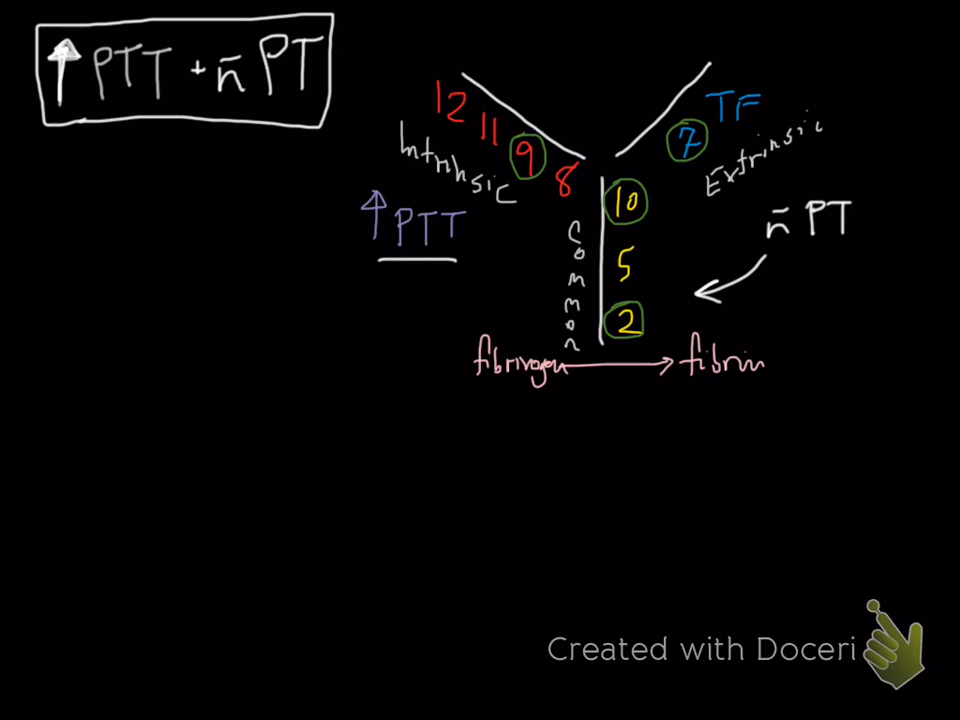 ↑ PTT + n̄ PT
12
11
9
8
Intrinsic
↑ PTT
TF
7
Extrinsic
n̄ PT
10
5
2
Common
fibrinogen → fibrin
Created with Doceri